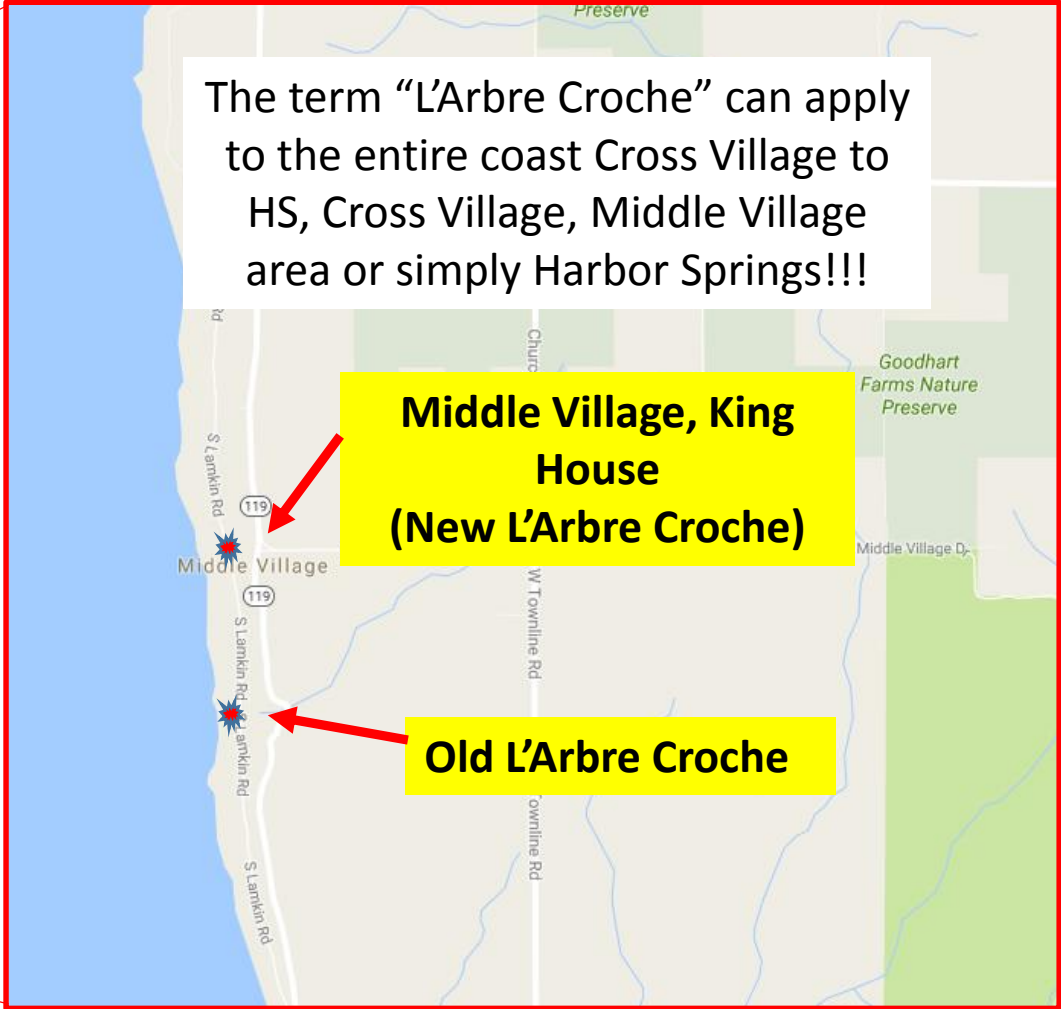 Preserve
The term “L’Arbre Croche” can apply
to the entire coast Cross Village to
HS, Cross Village, Middle Village
area or simply Harbor Springs!!!
Rd
Goodhart
Farms Nature
Preserve
Middle Village, King
House
(New L’Arbre Croche)
S Lamkin Rd
119
Middle Village
Middle Village Dr
119
W Townline Rd
S Lamkin Rd
Old L’Arbre Croche
S Lamkin Rd